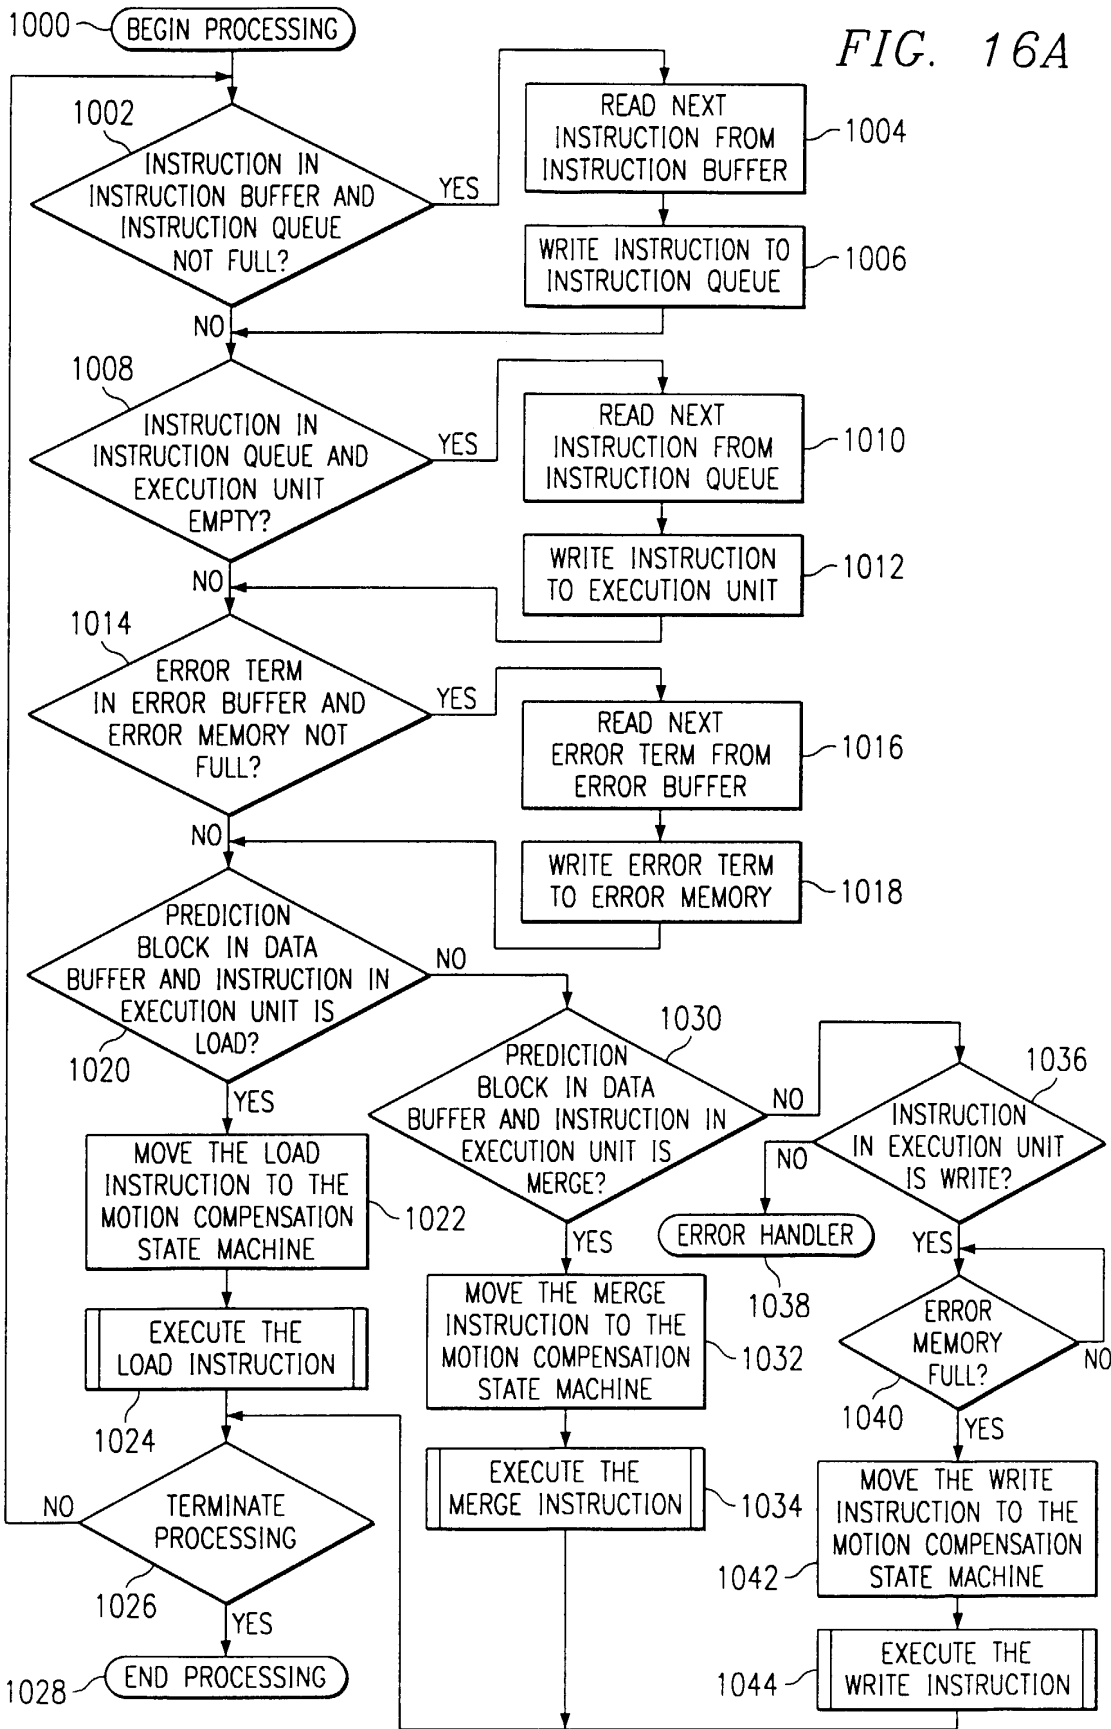 FIG. 16A
1000
BEGIN PROCESSING
1002
INSTRUCTION IN
INSTRUCTION BUFFER AND
INSTRUCTION QUEUE
NOT FULL?
YES
READ NEXT
INSTRUCTION FROM
INSTRUCTION BUFFER
1004
WRITE INSTRUCTION TO
INSTRUCTION QUEUE
1006
NO
1008
INSTRUCTION IN
INSTRUCTION QUEUE AND
EXECUTION UNIT
EMPTY?
YES
READ NEXT
INSTRUCTION FROM
INSTRUCTION QUEUE
1010
WRITE INSTRUCTION
TO EXECUTION UNIT
1012
NO
1014
ERROR TERM
IN ERROR BUFFER AND
ERROR MEMORY NOT
FULL?
YES
READ NEXT
ERROR TERM FROM
ERROR BUFFER
1016
WRITE ERROR TERM
TO ERROR MEMORY
1018
NO
PREDICTION
BLOCK IN DATA
BUFFER AND INSTRUCTION IN
EXECUTION UNIT IS
LOAD?
1020
NO
YES
MOVE THE LOAD
INSTRUCTION TO THE
MOTION COMPENSATION
STATE MACHINE
1022
EXECUTE THE
LOAD INSTRUCTION
1024
TERMINATE
PROCESSING
NO
1026
YES
1028
END PROCESSING
1030
PREDICTION
BLOCK IN DATA
BUFFER AND INSTRUCTION IN
EXECUTION UNIT IS
MERGE?
NO
YES
MOVE THE MERGE
INSTRUCTION TO THE
MOTION COMPENSATION
STATE MACHINE
1032
EXECUTE THE
MERGE INSTRUCTION
1034
1036
INSTRUCTION
IN EXECUTION UNIT
IS WRITE?
NO
ERROR HANDLER
1038
YES
ERROR
MEMORY
FULL?
NO
1040
YES
MOVE THE WRITE
INSTRUCTION TO THE
MOTION COMPENSATION
STATE MACHINE
1042
EXECUTE THE
WRITE INSTRUCTION
1044